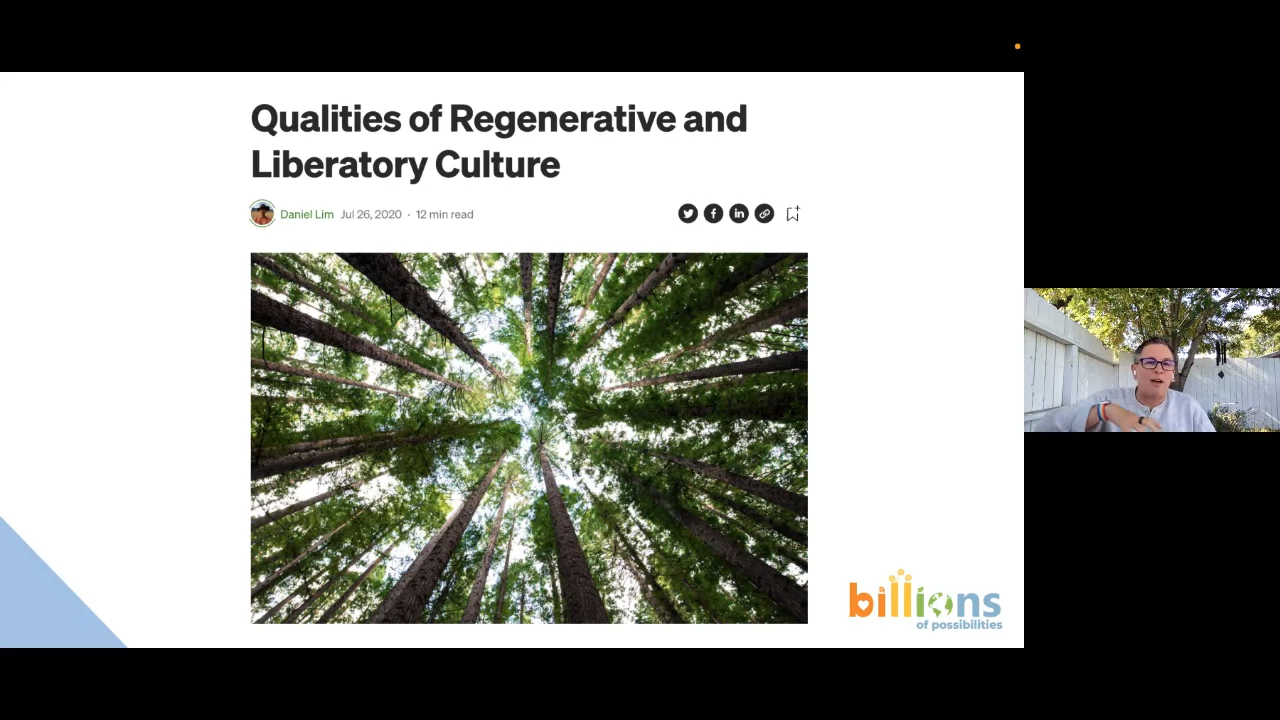 Qualities of Regenerative and
Liberatory Culture
Daniel Lim Jul 26, 2020 · 12 min read
billions
of possibilities